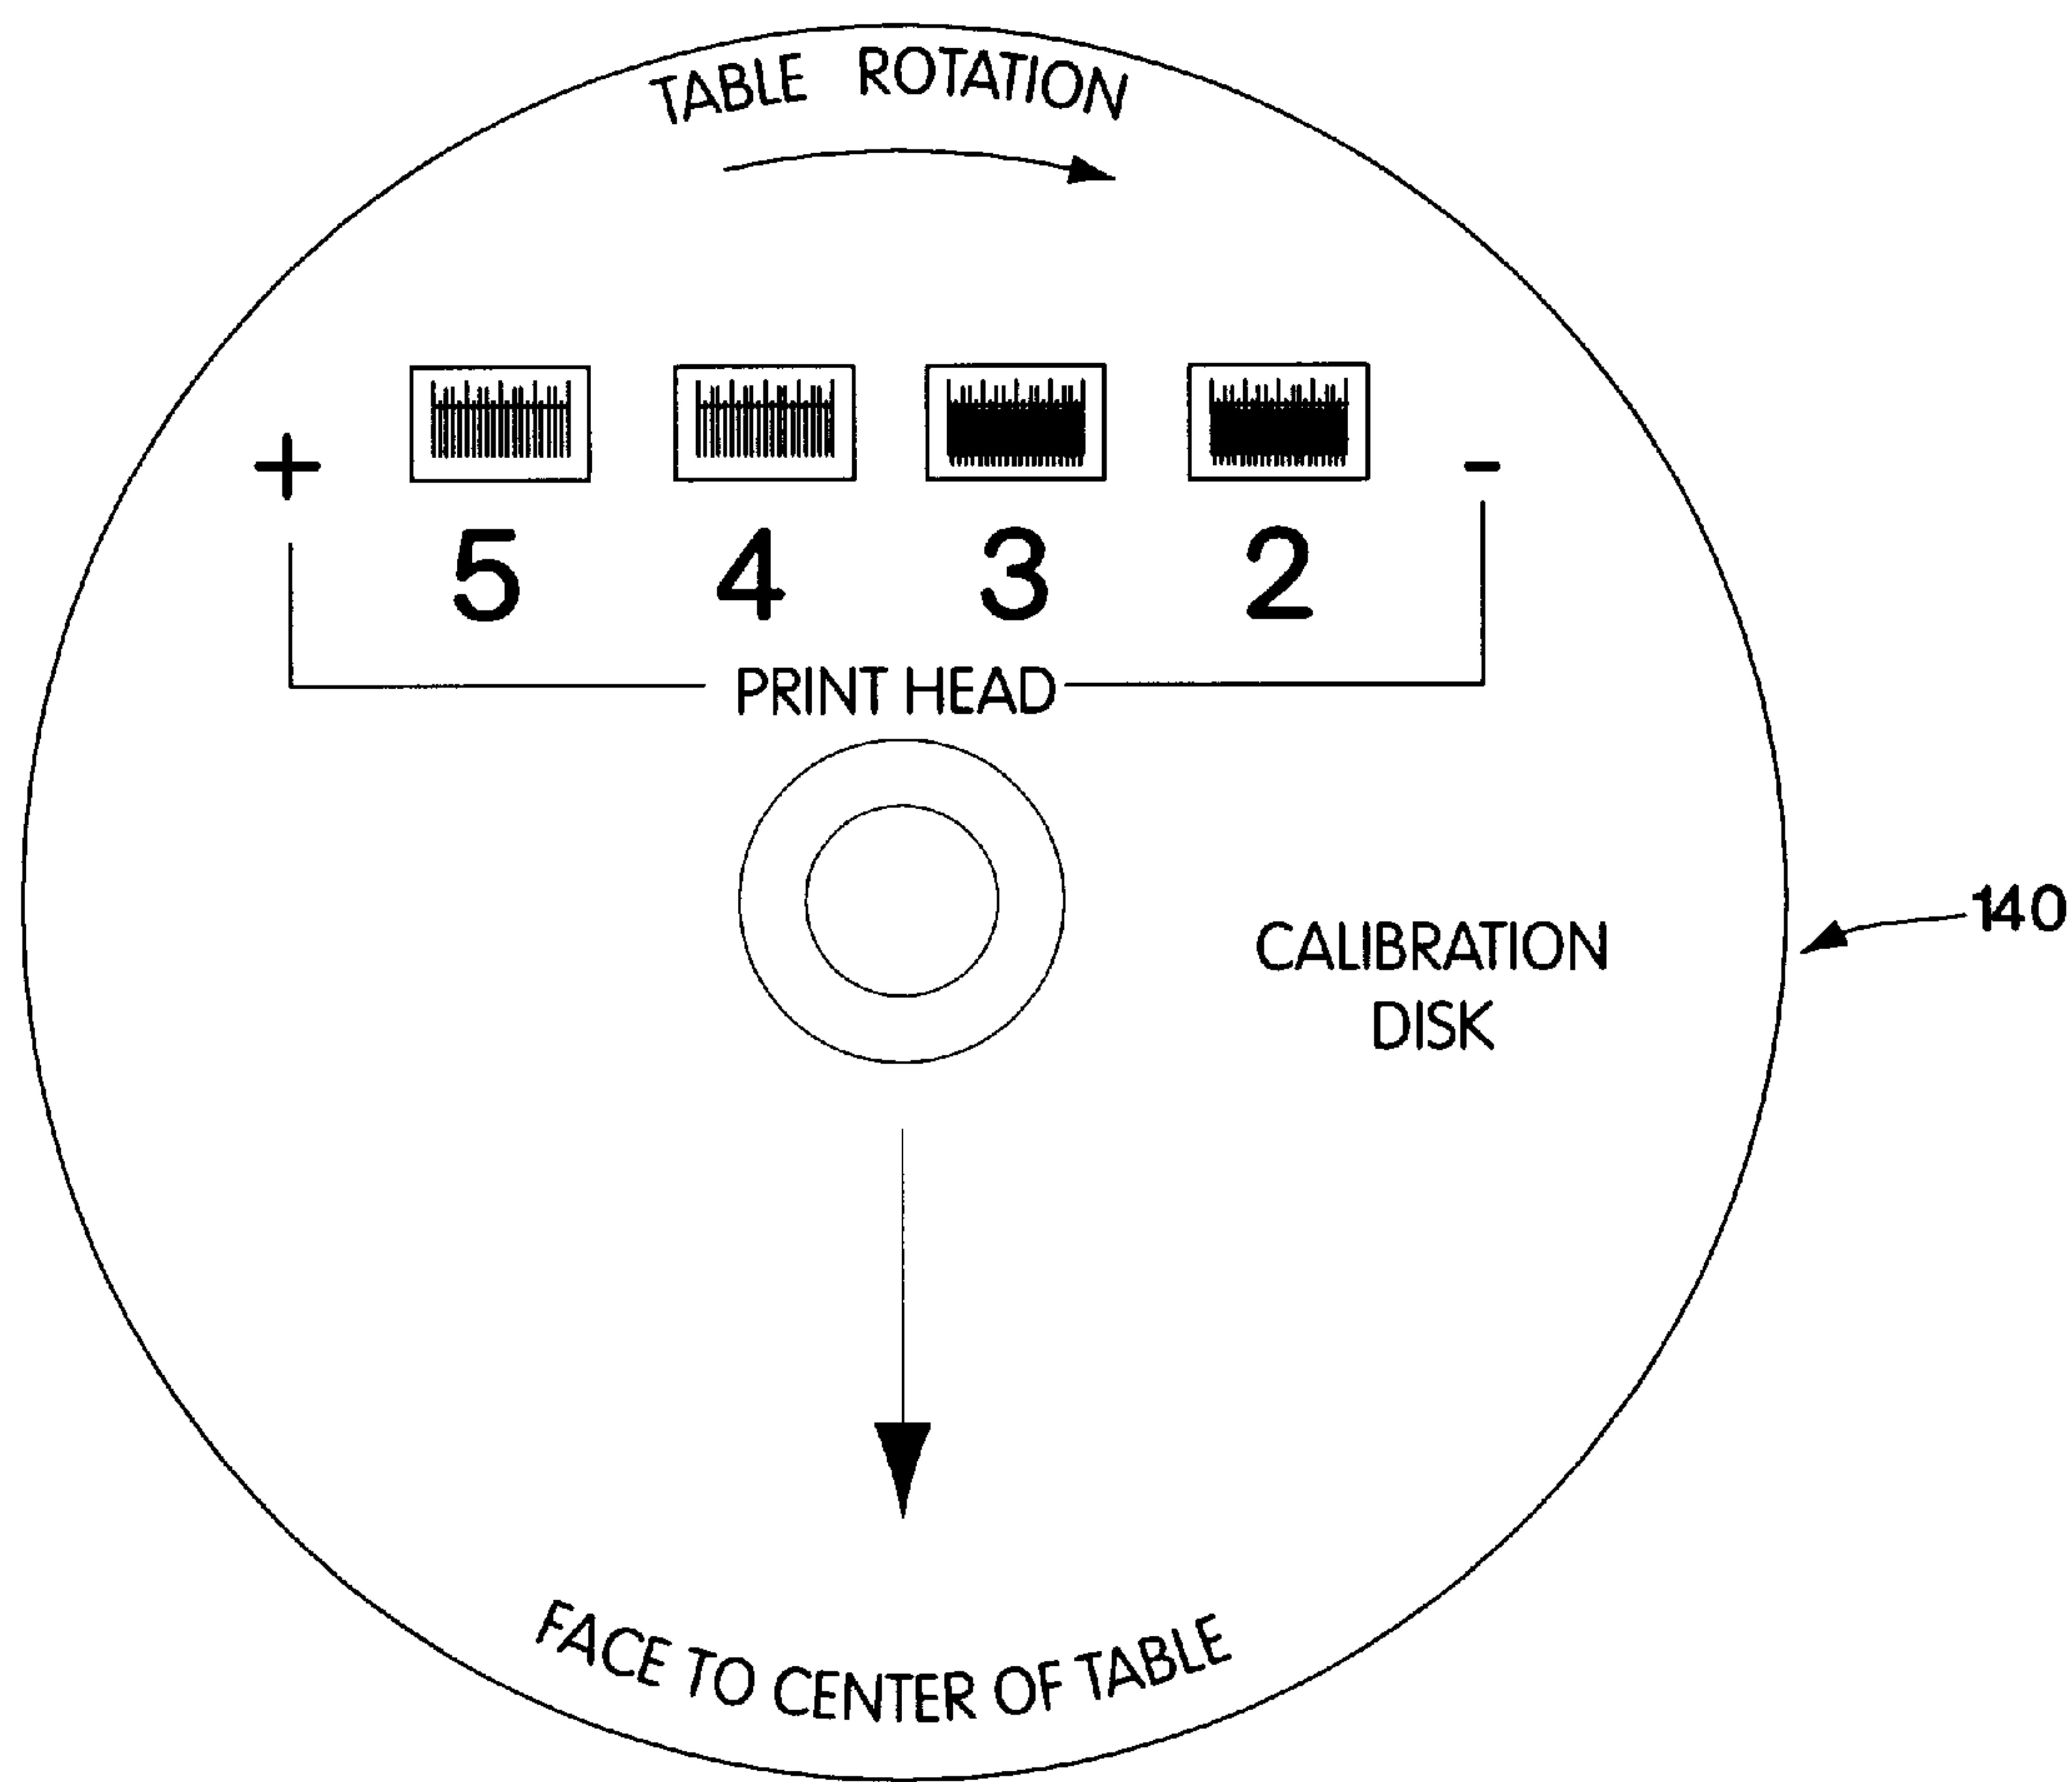 TABLE ROTATION
+ -
5 4 3 2
PRINT HEAD
CALIBRATION
DISK
140
FACE TO CENTER OF TABLE